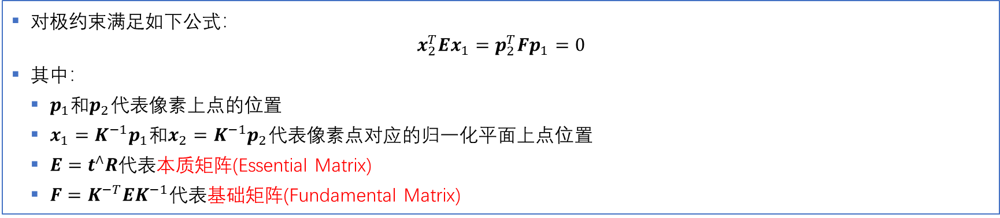 ▪ 对极约束满足如下公式:
$\boldsymbol{x}_2^T \boldsymbol{E} \boldsymbol{x}_1 = \boldsymbol{p}_2^T \boldsymbol{F} \boldsymbol{p}_1 = 0$
▪ 其中:
▪ $\boldsymbol{p}_1$和$\boldsymbol{p}_2$代表像素上点的位置
▪ $\boldsymbol{x}_1 = \boldsymbol{K}^{-1}\boldsymbol{p}_1$和$\boldsymbol{x}_2 = \boldsymbol{K}^{-1}\boldsymbol{p}_2$代表像素点对应的归一化平面上点位置
▪ $\boldsymbol{E} = \boldsymbol{t}^{\wedge}\boldsymbol{R}$代表本质矩阵(Essential Matrix)
▪ $\boldsymbol{F} = \boldsymbol{K}^{-T}\boldsymbol{E}\boldsymbol{K}^{-1}$代表基础矩阵(Fundamental Matrix)